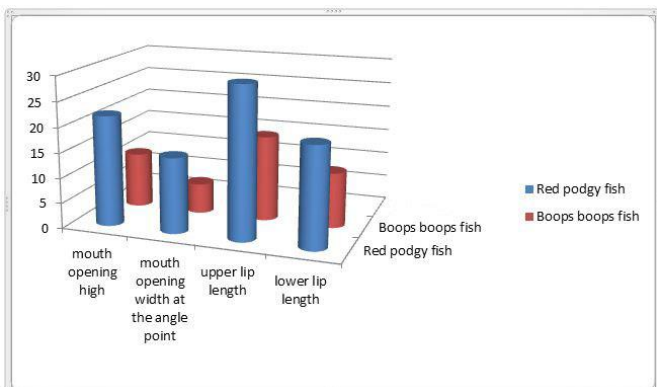 30
25
20
15
10
5
0
mouth
opening
high
mouth
opening
width at
the angle
point
upper lip
length
lower lip
length
Boops boops fish
Red podgy fish
Red podgy fish
Boops boops fish